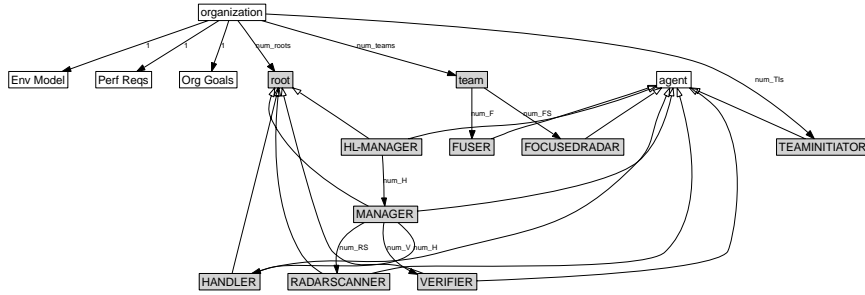 organization
1
1
1
num_roots
num_teams
num_TIs
Env Model
Perf Reqs
Org Goals
root
team
agent
num_F
num_FS
HL-MANAGER
FUSER
FOCUSEDRADAR
TEAMINITIATOR
num_H
MANAGER
num_RS
num_V
num_H
HANDLER
RADARSCANNER
VERIFIER